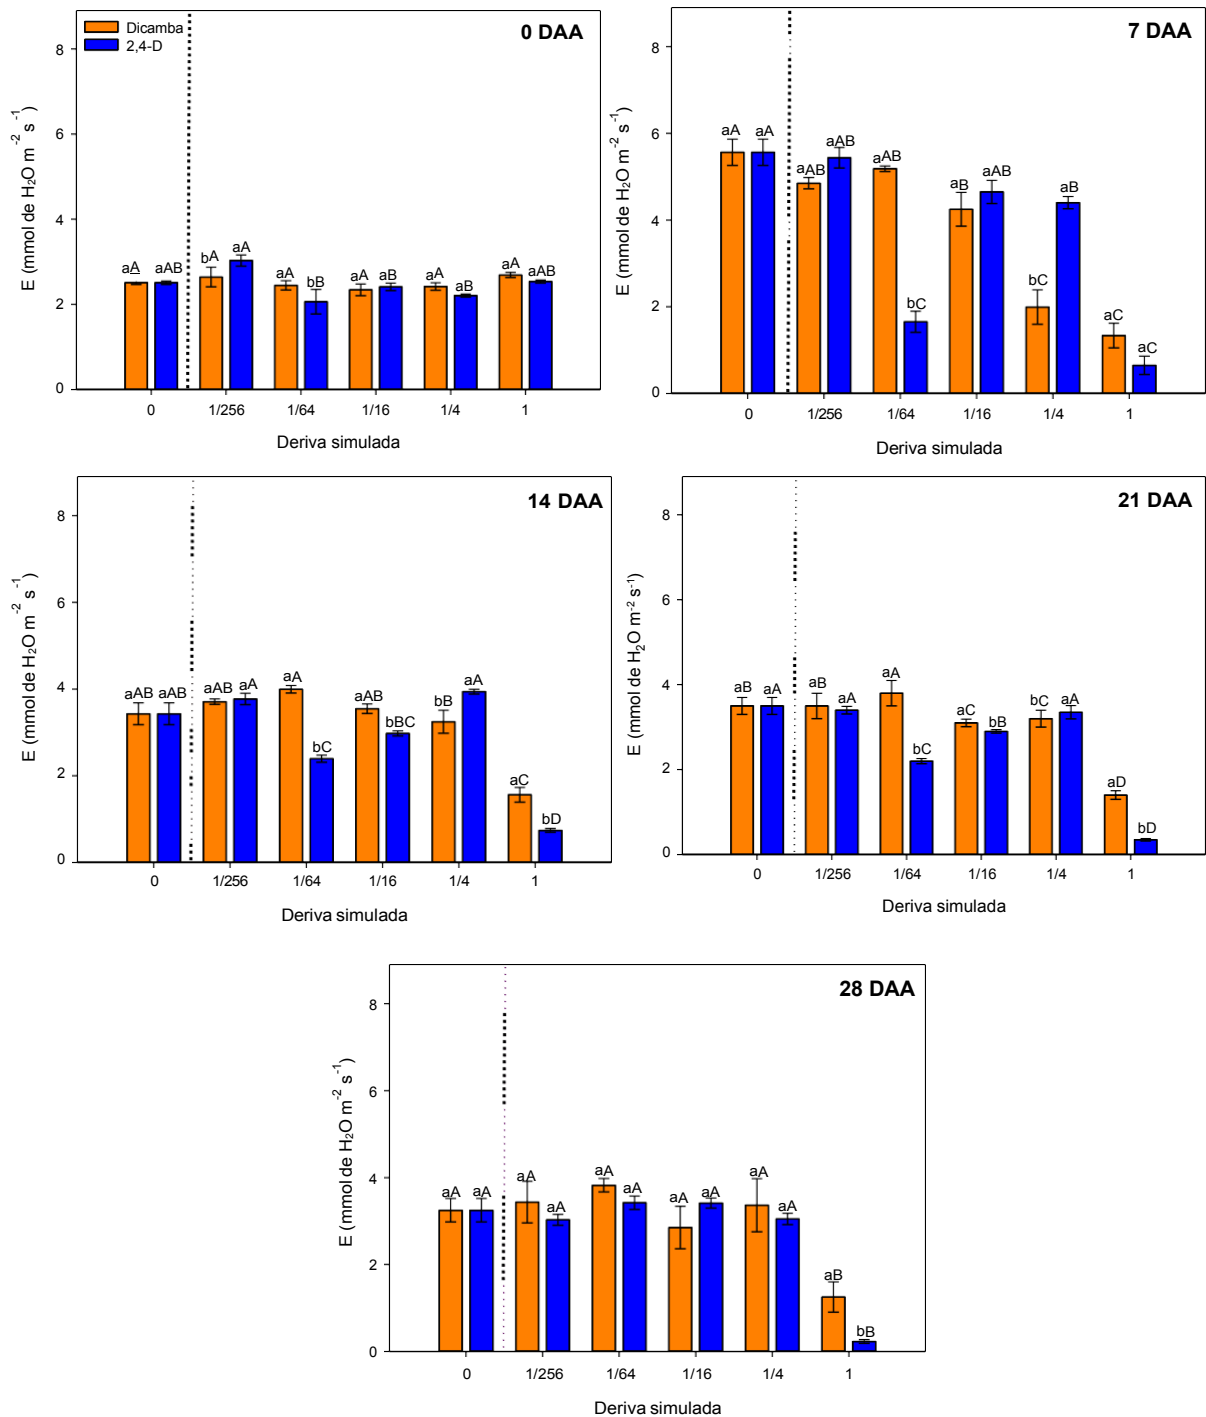 Dicamba
2,4-D
0 DAA
E (mmol de H₂O m⁻² s⁻¹)
8
6
4
2
0
aA aAB bA aA aA bB aA aB aA aB aA aAB
0 1/256 1/64 1/16 1/4 1
Deriva simulada
7 DAA
E (mmol de H₂O m⁻² s⁻¹)
8
6
4
2
0
aA aA aAB aAB aAB bC aB aAB bC aB aC aC
0 1/256 1/64 1/16 1/4 1
Deriva simulada
14 DAA
E (mmol de H₂O m⁻² s⁻¹)
8
6
4
2
0
aAB aAB aAB aA aA bC aAB bBC bB aA aC bD
0 1/256 1/64 1/16 1/4 1
Deriva simulada
21 DAA
E (mmol de H₂O m⁻² s⁻¹)
8
6
4
2
0
aB aA aB aA aA bC aC bB bC aA aD bD
0 1/256 1/64 1/16 1/4 1
Deriva simulada
28 DAA
E (mmol de H₂O m⁻² s⁻¹)
8
6
4
2
0
aA aA aA aA aA aA aA aA aA aA aB bB
0 1/256 1/64 1/16 1/4 1
Deriva simulada